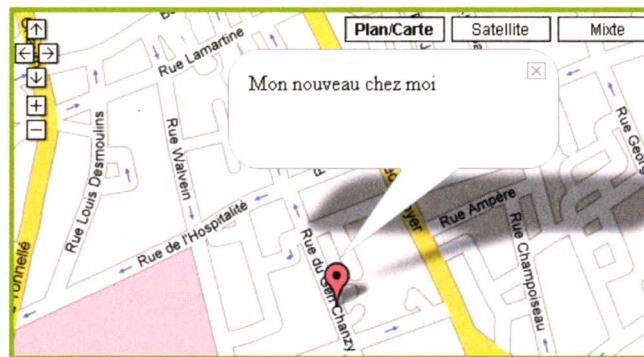 Plan/Carte
Satellite
Mixte
Rue Lamartine
Mon nouveau chez moi
Rue Louis Desmoulins
Rue Walvein
Rue de l'Hospitalité
Rue du Gén Chanzy
Rue Ampère
Rue Champoiseau
Tonnellé